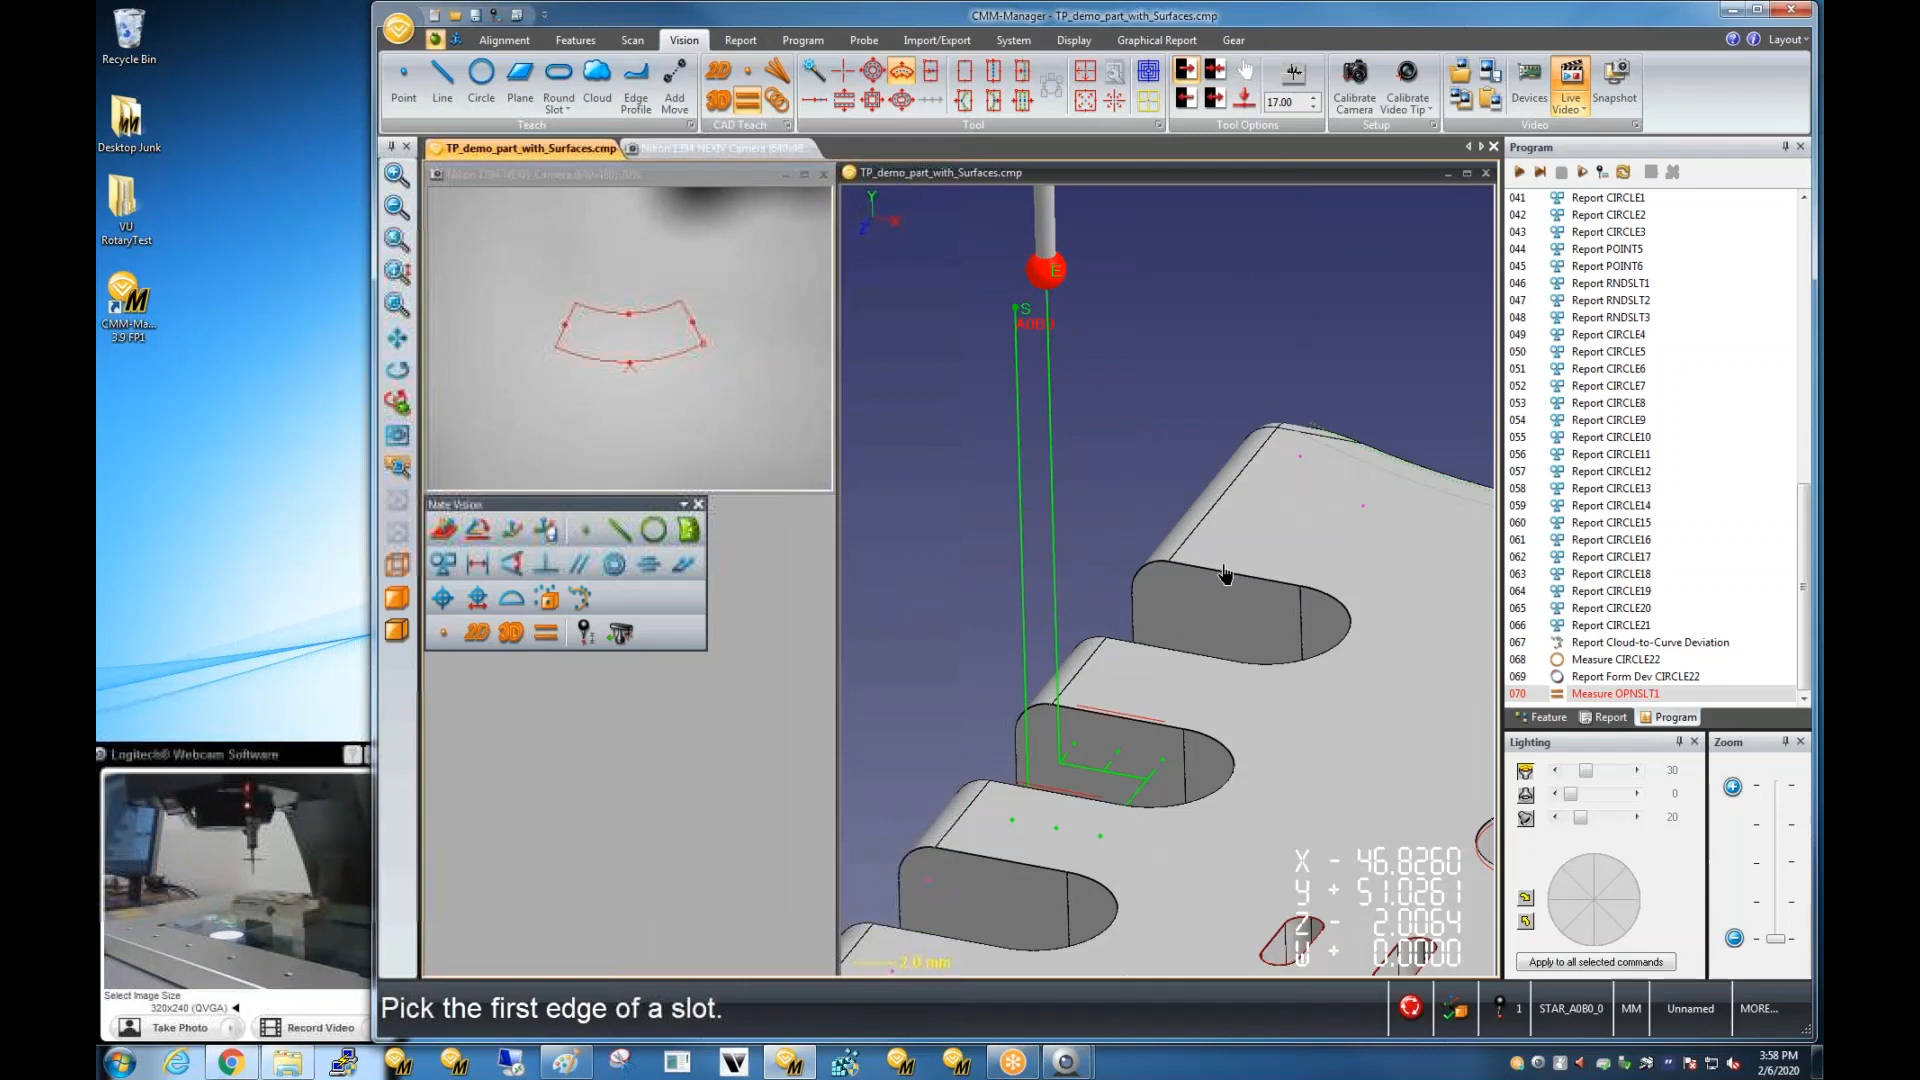 Recycle Bin
Desktop Junk
VU
RotaryTest
CMM-Ma...
3.9 FP1
CMM-Manager - TP_demo_part_with_Surfaces.cmp
Alignment Features Scan Vision Report Program Probe Import/Export System Display Graphical Report Gear Layout
Point Line Circle Plane Round Slot Cloud Edge Profile Add Move
17.00
Calibrate Camera Calibrate Video Tip Devices Live Video Snapshot
Teach CAD Teach Tool Tool Options Setup Video
TP_demo_part_with_Surfaces.cmp
TP_demo_part_with_Surfaces.cmp
Y
X
Z
E
S
A0B0
Nate Vision
2D 3D
X - 46.8260
Y + 51.0261
Z - 2.0064
W + 0.0000
2.0 mm
Program
041 Report CIRCLE1
042 Report CIRCLE2
043 Report CIRCLE3
044 Report POINT5
045 Report POINT6
046 Report RNDSLT1
047 Report RNDSLT2
048 Report RNDSLT3
049 Report CIRCLE4
050 Report CIRCLE5
051 Report CIRCLE6
052 Report CIRCLE7
053 Report CIRCLE8
054 Report CIRCLE9
055 Report CIRCLE10
056 Report CIRCLE11
057 Report CIRCLE12
058 Report CIRCLE13
059 Report CIRCLE14
060 Report CIRCLE15
061 Report CIRCLE16
062 Report CIRCLE17
063 Report CIRCLE18
064 Report CIRCLE19
065 Report CIRCLE20
066 Report CIRCLE21
067 Report Cloud-to-Curve Deviation
068 Measure CIRCLE22
069 Report Form Dev CIRCLE22
070 Measure OPNSLT1
Feature Report Program
Lighting Zoom
30
0
20
Apply to all selected commands
Logitech® Webcam Software
Select Image Size
320x240 (QVGA)
Take Photo Record Video
Pick the first edge of a slot.
1 STAR_A0B0_0 MM Unnamed MORE...
3:58 PM
2/6/2020